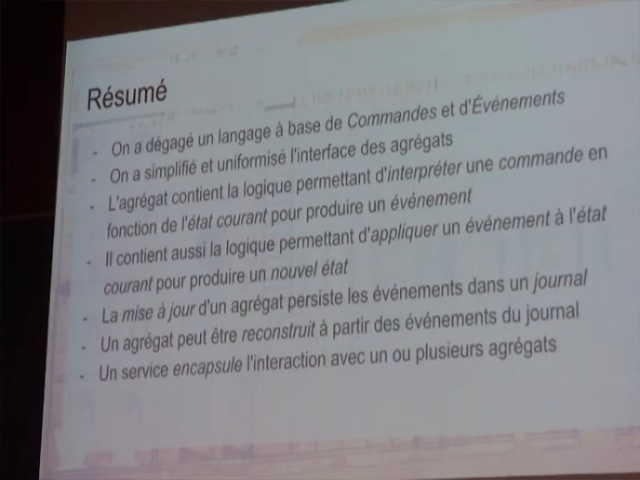 Résumé
- On a dégagé un langage à base de Commandes et d'Événements
- On a simplifié et uniformisé l'interface des agrégats
- L'agrégat contient la logique permettant d'interpréter une commande en
fonction de l'état courant pour produire un événement
- Il contient aussi la logique permettant d'appliquer un événement à l'état
courant pour produire un nouvel état
- La mise à jour d'un agrégat persiste les événements dans un journal
- Un agrégat peut être reconstruit à partir des événements du journal
- Un service encapsule l'interaction avec un ou plusieurs agrégats